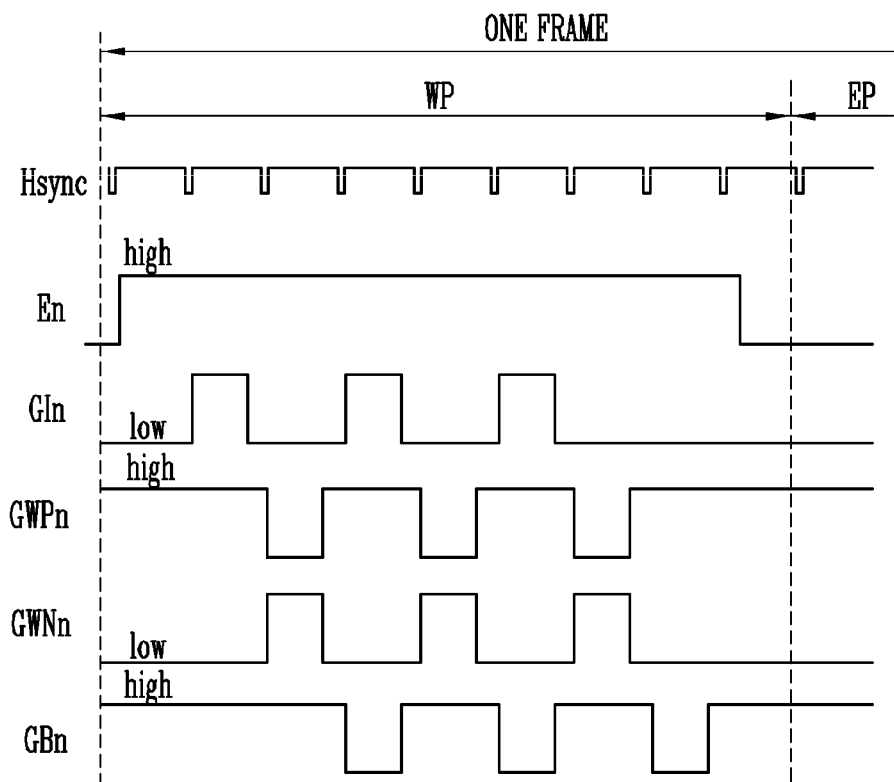 ONE FRAME
WP
EP
Hsync
high
En
GIn
low
high
GWPn
GWNn
low
high
GBn